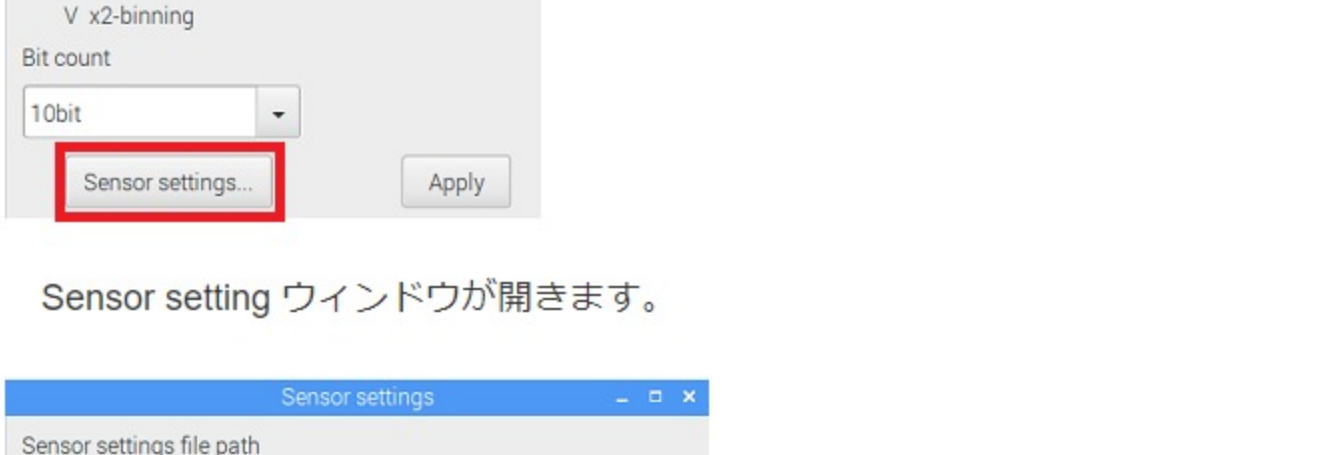 V x2-binning
Bit count
10bit
Sensor settings... Apply
Sensor setting ウィンドウが開きます。
Sensor settings
Sensor settings file path